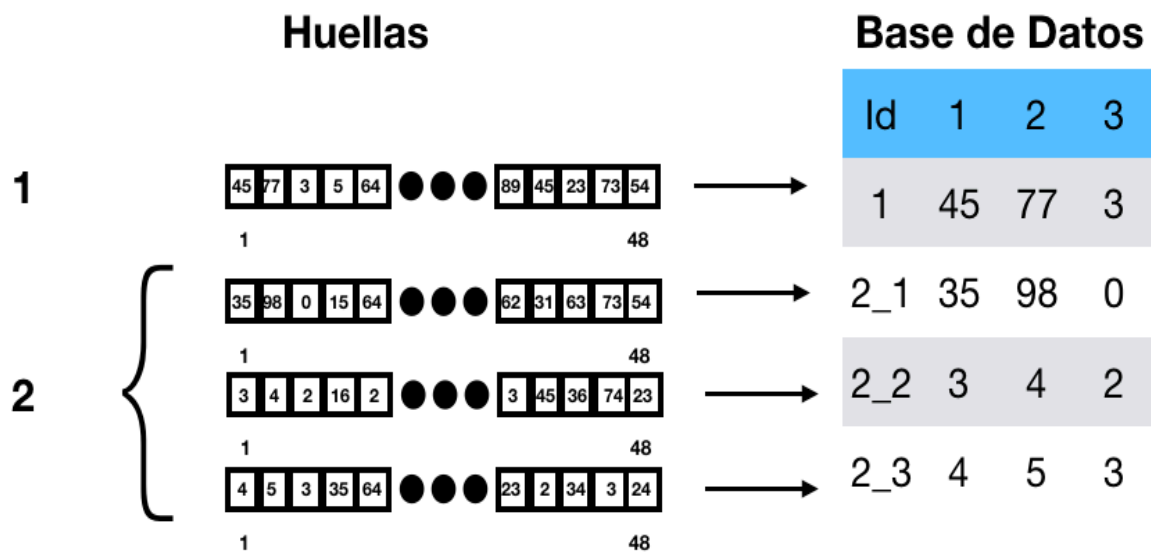 Huellas Base de Datos
Id 1 2 3
1 45 77 3 5 64 89 45 23 73 54 1 45 77 3
1 48
35 98 0 15 64 62 31 63 73 54 2_1 35 98 0
1 48
2 3 4 2 16 2 3 45 36 74 23 2_2 3 4 2
1 48
4 5 3 35 64 23 2 34 3 24 2_3 4 5 3
1 48